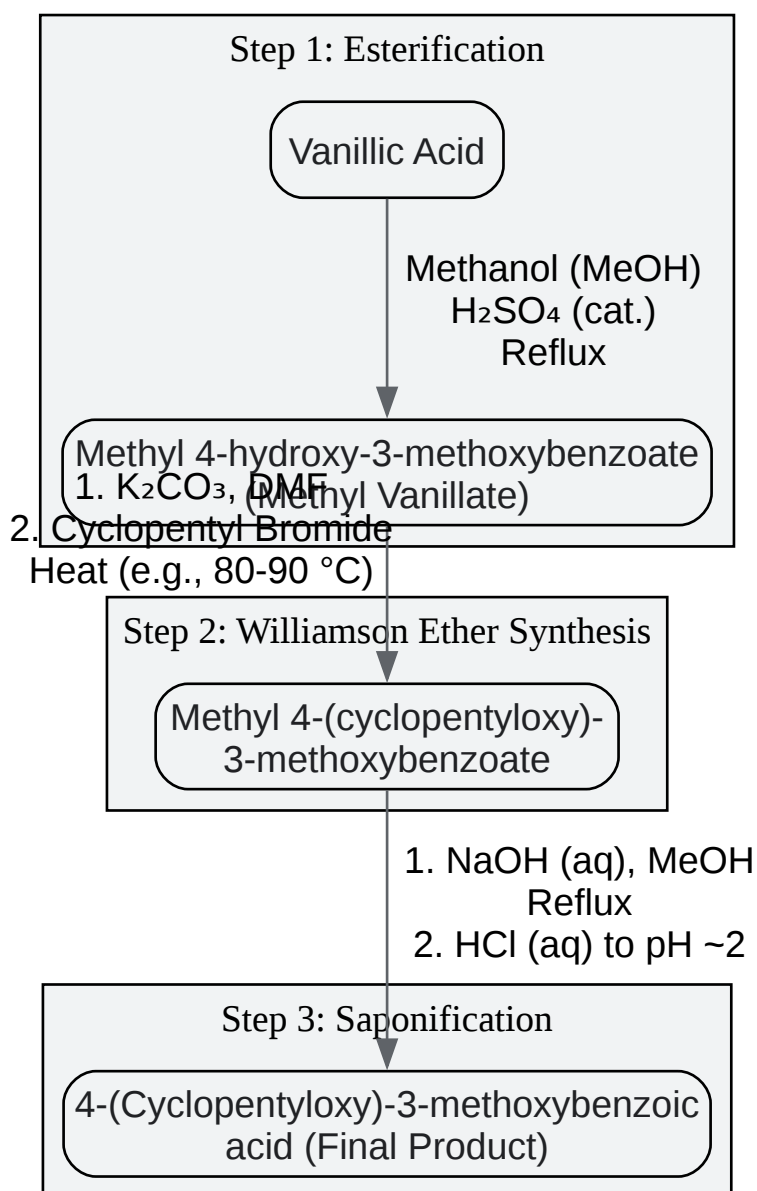 Step 1: Esterification
Vanillic Acid
Methanol (MeOH)
H₂SO₄ (cat.)
Reflux
Methyl 4-hydroxy-3-methoxybenzoate
(Methyl Vanillate)
1. K₂CO₃, DMF
2. Cyclopentyl Bromide
Heat (e.g., 80-90 °C)
Step 2: Williamson Ether Synthesis
Methyl 4-(cyclopentyloxy)-
3-methoxybenzoate
1. NaOH (aq), MeOH
Reflux
2. HCl (aq) to pH ~2
Step 3: Saponification
4-(Cyclopentyloxy)-3-methoxybenzoic
acid (Final Product)